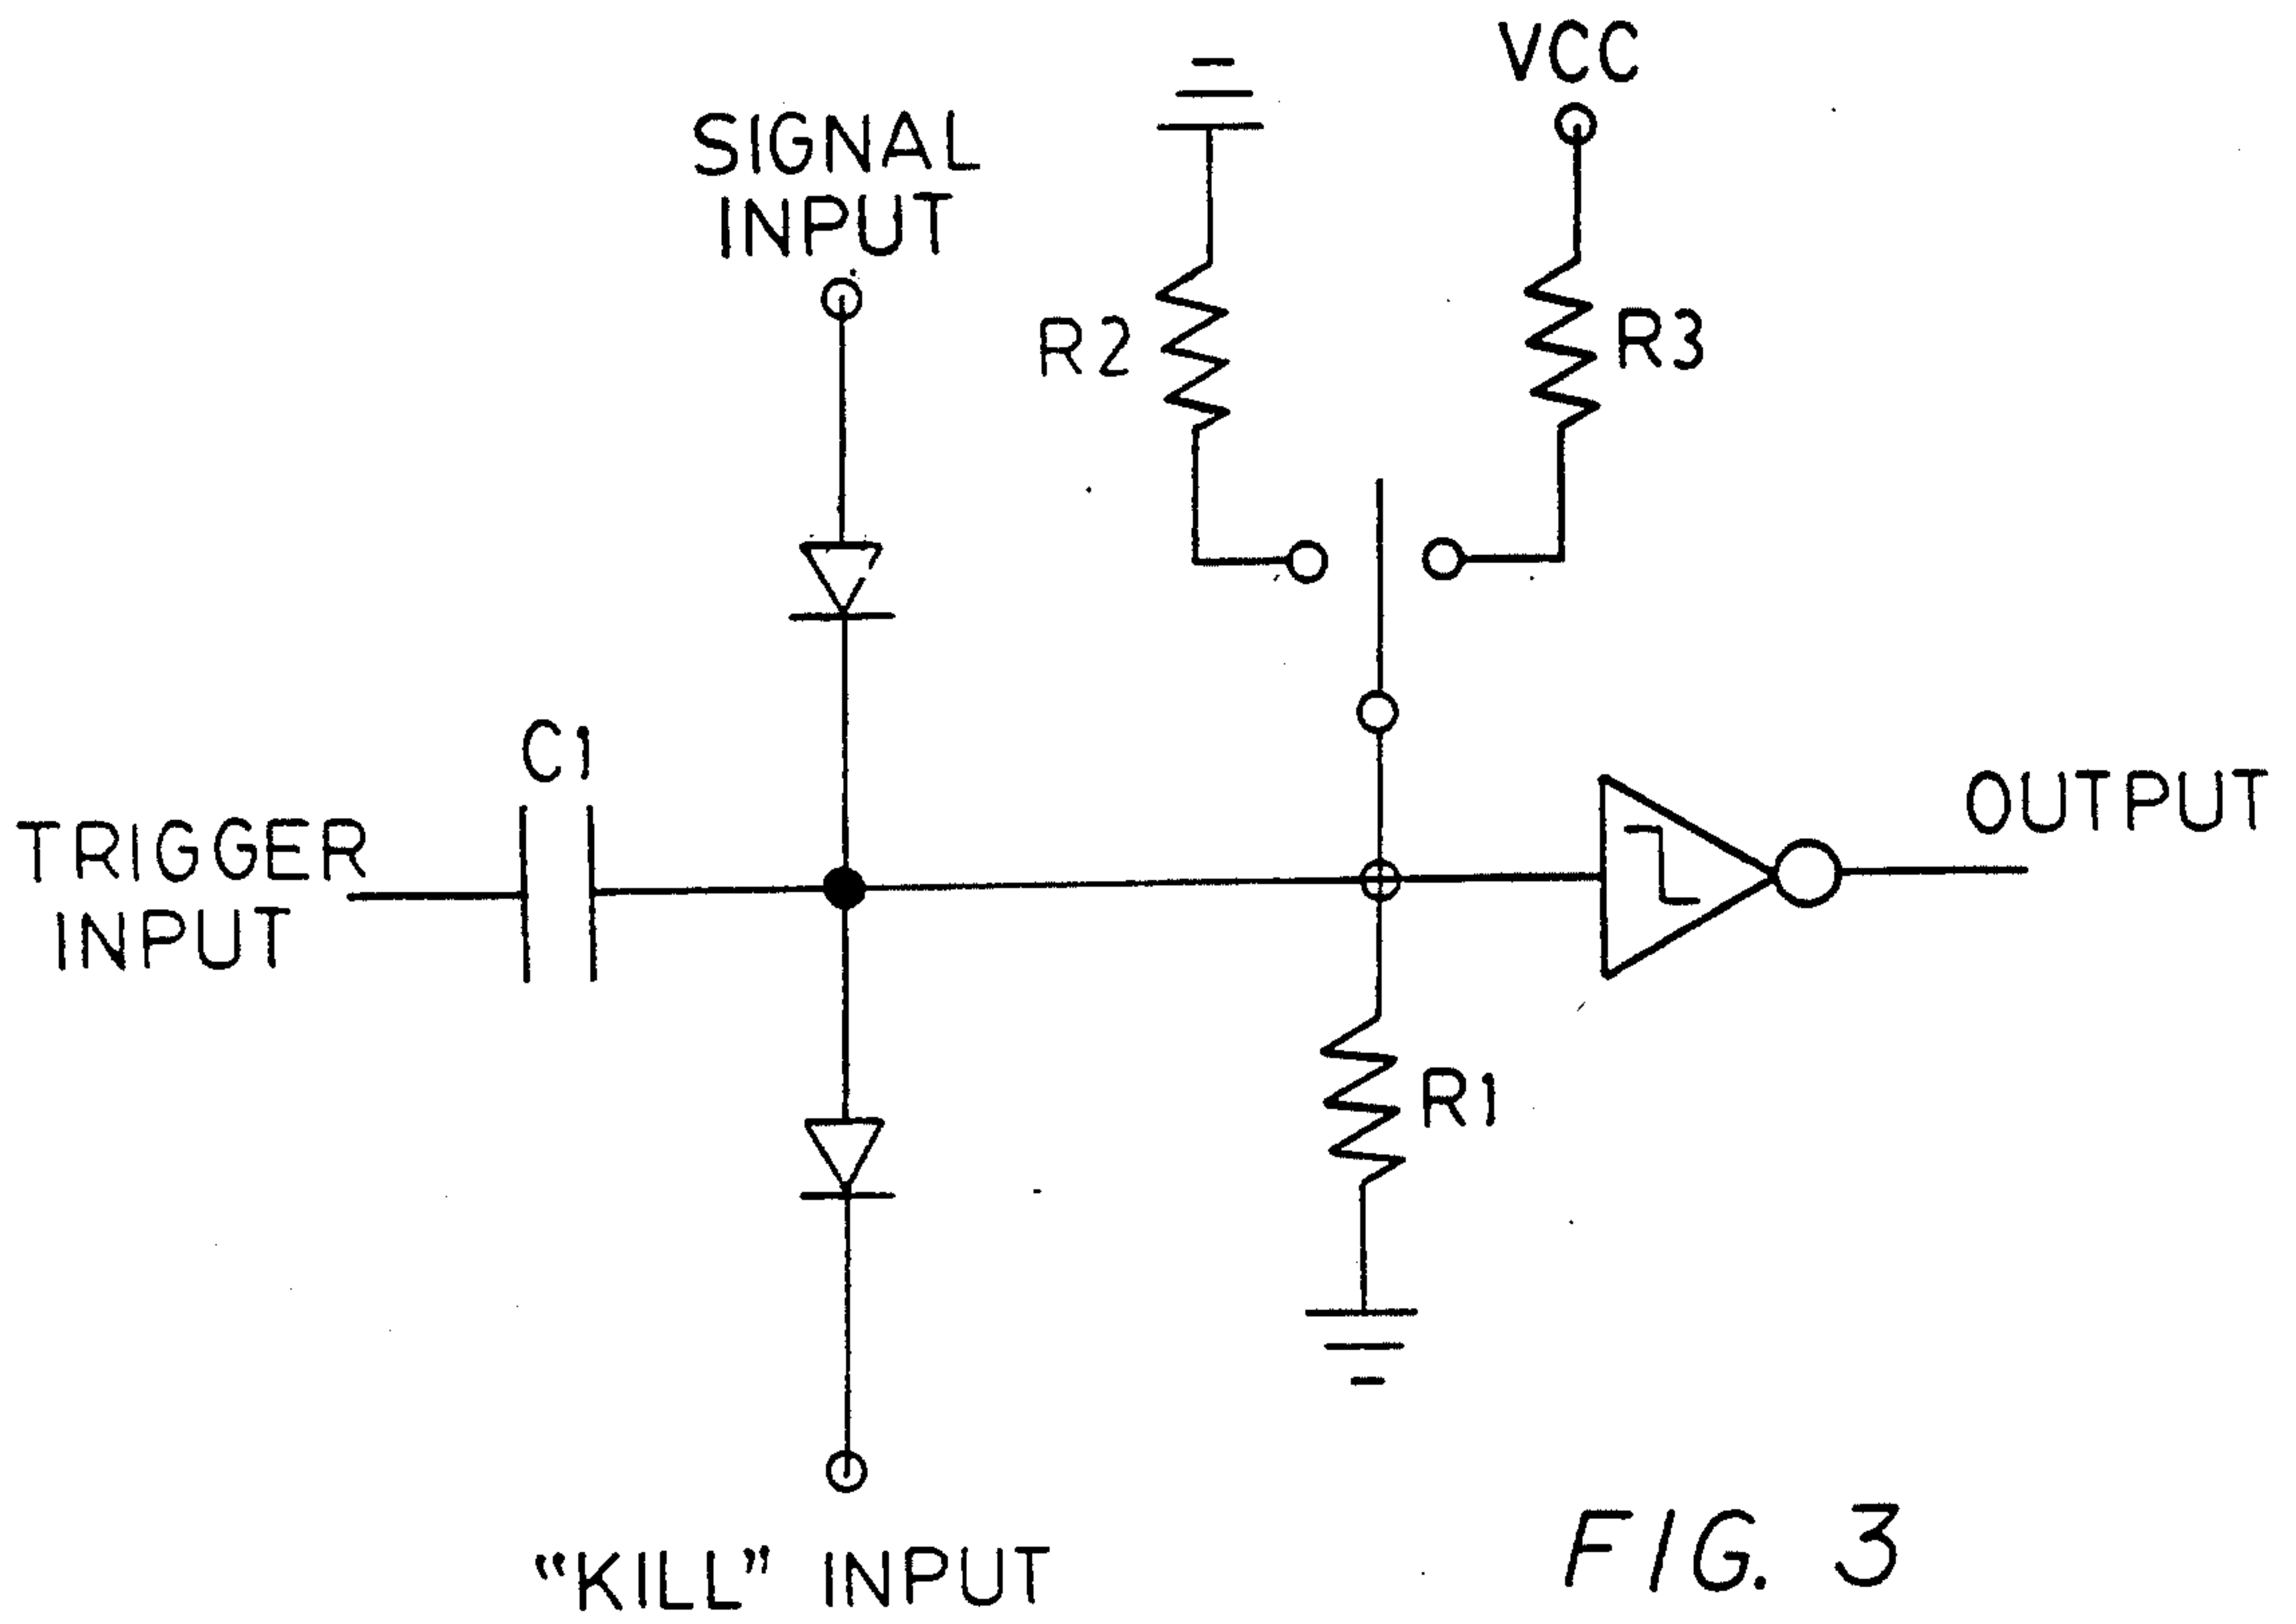 VCC
SIGNAL
INPUT
R2
R3
C1
TRIGGER
INPUT
OUTPUT
R1
"KILL" INPUT
FIG. 3